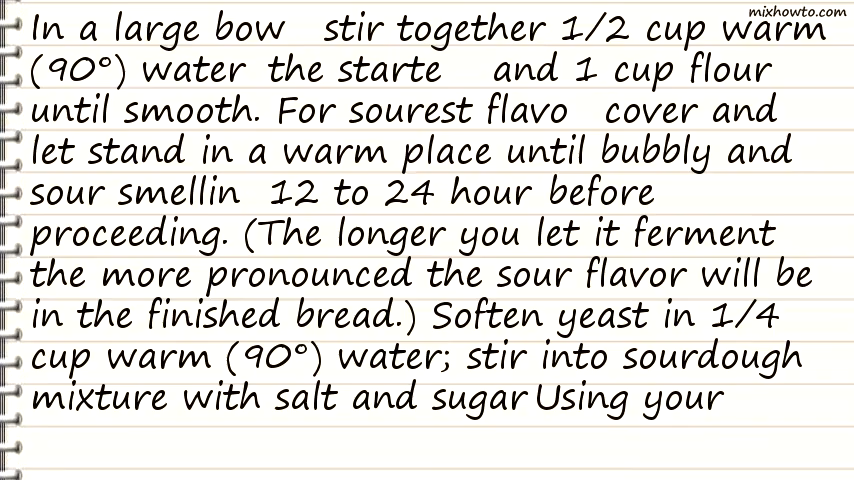 mixhowto.com
In a large bow stir together 1/2 cup warm
(90°) water the starte and 1 cup flour
until smooth. For sourest flavo cover and
let stand in a warm place until bubbly and
sour smellin 12 to 24 hour before
proceeding. (The longer you let it ferment
the more pronounced the sour flavor will be
in the finished bread.) Soften yeast in 1/4
cup warm (90°) water; stir into sourdough
mixture with salt and sugar Using your